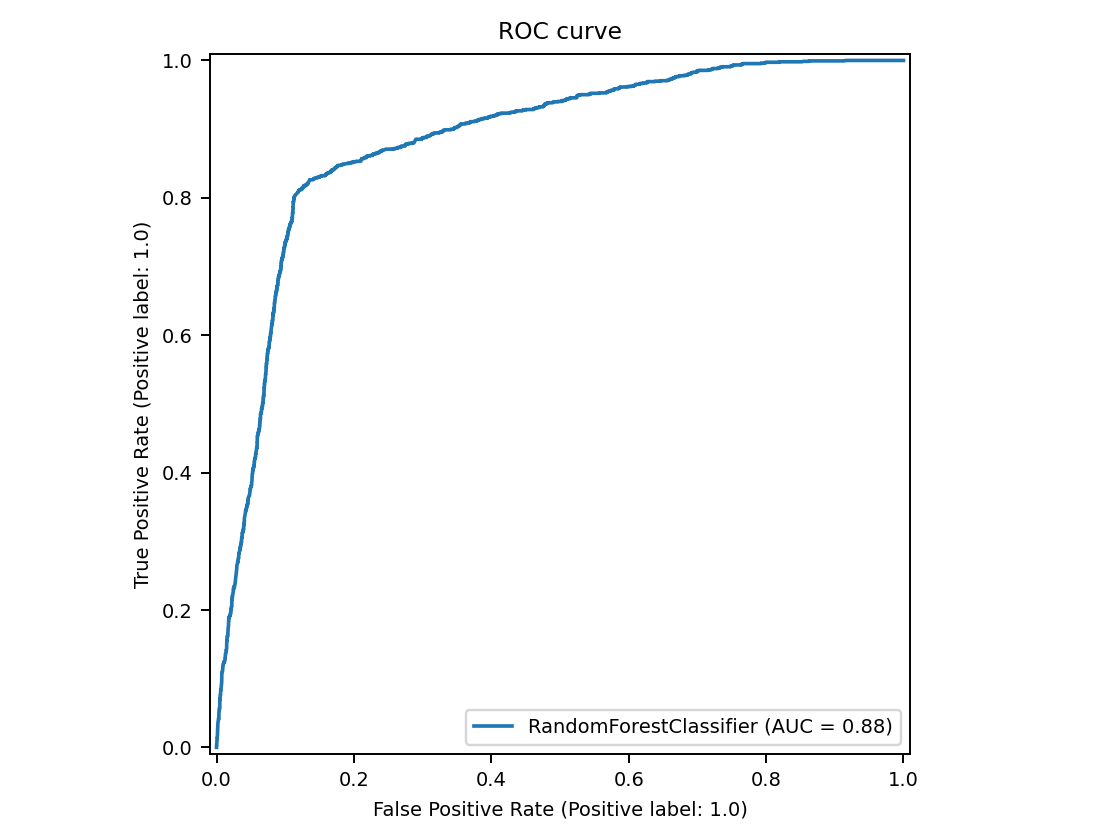 ROC curve
True Positive Rate (Positive label: 1.0)
1.0
0.8
0.6
0.4
0.2
0.0
RandomForestClassifier (AUC = 0.88)
0.0 0.2 0.4 0.6 0.8 1.0
False Positive Rate (Positive label: 1.0)